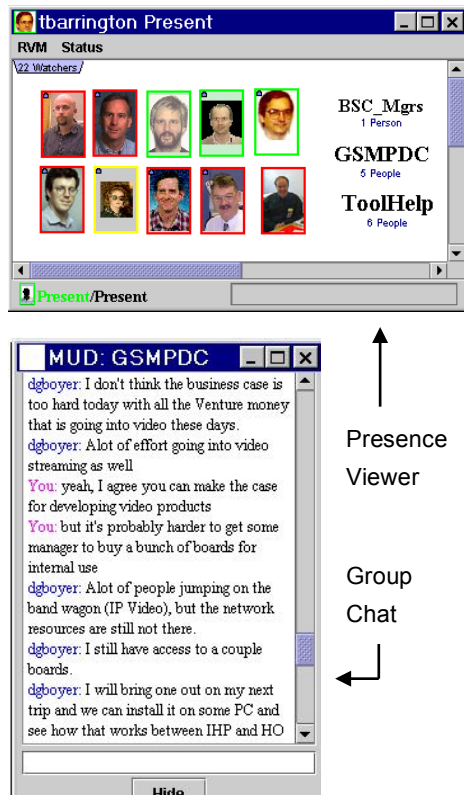 tbarrington Present
RVM Status
22 Watchers
BSC_Mgrs
1 Person
GSMPDC
5 People
ToolHelp
6 People
Present/Present
MUD: GSMPDC
dgboyer: I don't think the business case is
too hard today with all the Venture money
that is going into video these days.
dgboyer: Alot of effort going into video
streaming as well
You: yeah, I agree you can make the case
for developing video products
You: but it's probably harder to get some
manager to buy a bunch of boards for
internal use
dgboyer: Alot of people jumping on the
band wagon (IP Video), but the network
resources are still not there.
dgboyer: I still have access to a couple
boards.
dgboyer: I will bring one out on my next
trip and we can install it on some PC and
see how that works between IHP and HO
Hide
Presence
Viewer
Group
Chat